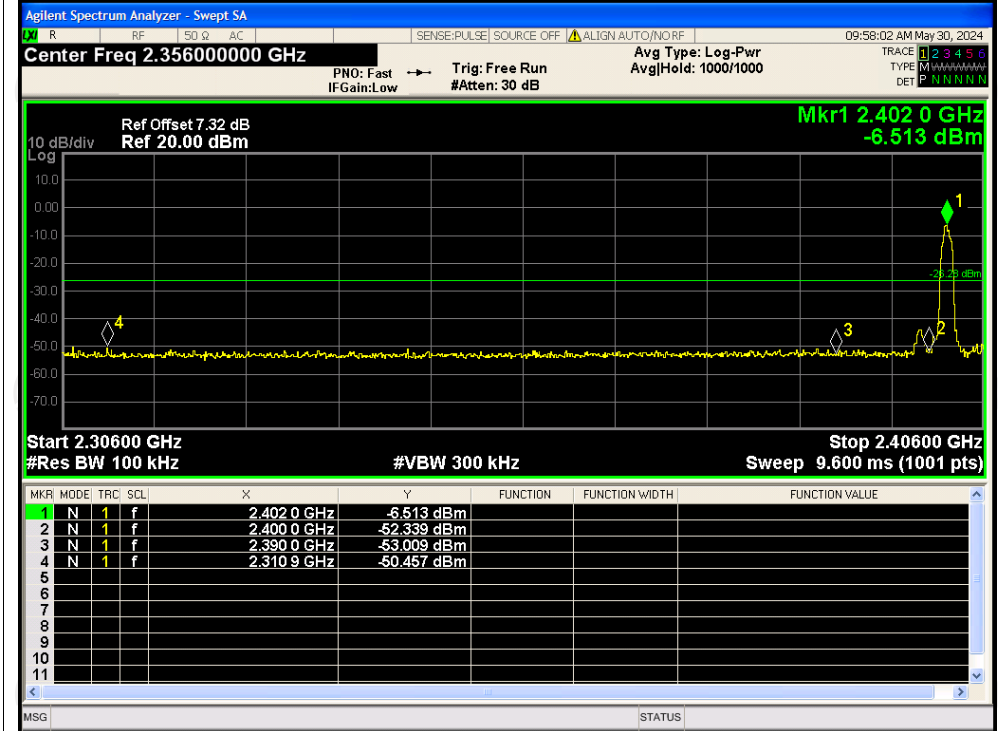 Agilent Spectrum Analyzer - Swept SA
LXI R RF 50 Ω AC SENSE:PULSE SOURCE OFF ALIGN AUTO/NO RF 09:58:02 AM May 30, 2024
Center Freq 2.356000000 GHz
PNO: Fast
IFGain:Low
Trig: Free Run
#Atten: 30 dB
Avg Type: Log-Pwr
Avg|Hold: 1000/1000
TRACE 1 2 3 4 5 6
TYPE M W W W W W
DET P N N N N N
Mkr1 2.402 0 GHz
-6.513 dBm
Ref Offset 7.32 dB
10 dB/div Ref 20.00 dBm
Log
10.0
0.00
-10.0
-20.0
-30.0
-40.0
-50.0
-60.0
-70.0
1
-26.28 dBm
4
3
2
Start 2.30600 GHz Stop 2.40600 GHz
#Res BW 100 kHz #VBW 300 kHz Sweep 9.600 ms (1001 pts)
MKR MODE TRC SCL X Y FUNCTION FUNCTION WIDTH FUNCTION VALUE
1 N 1 f 2.402 0 GHz -6.513 dBm
2 N 1 f 2.400 0 GHz -52.339 dBm
3 N 1 f 2.390 0 GHz -53.009 dBm
4 N 1 f 2.310 9 GHz -50.457 dBm
5
6
7
8
9
10
11
MSG STATUS